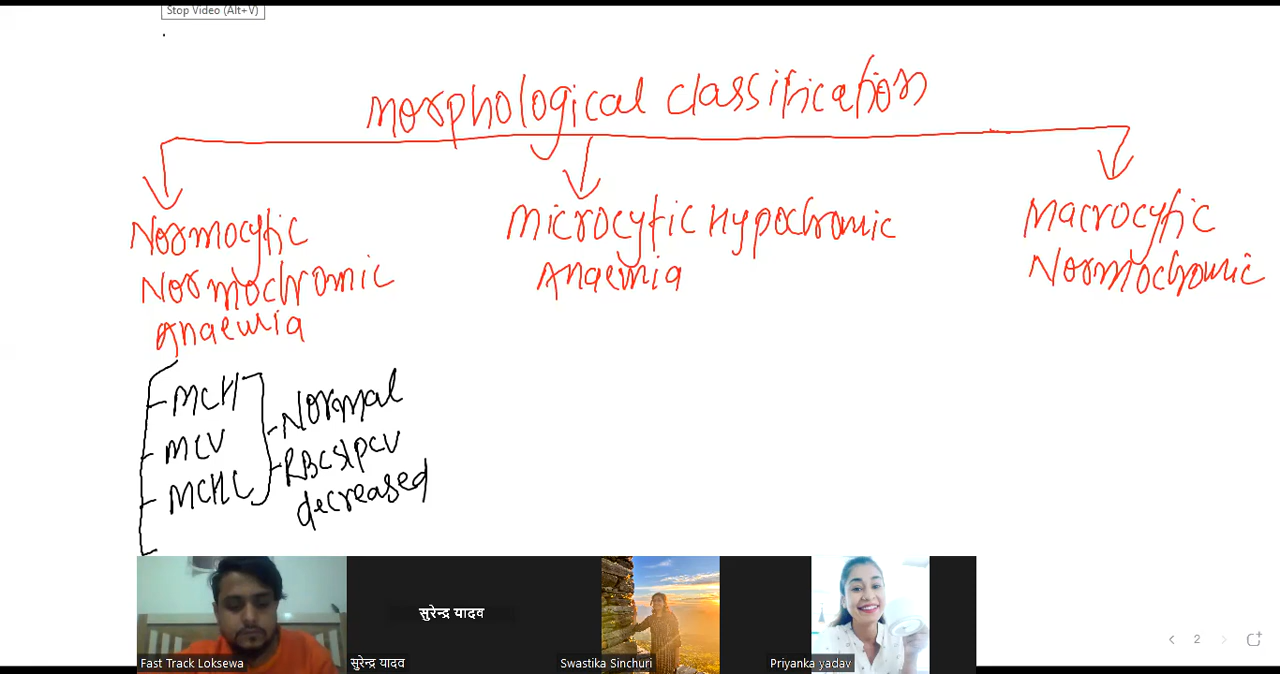 Stop Video (Alt+V)
Morphological classification
Normocytic
Normochromic
Anaemia
Microcytic Hypochromic
Anaemia
Macrocytic
Normochromic
MCH
MCV
MCHC
Normal
RBCs/PCV
decreased
सुरेन्द्र यादव
Fast Track Loksewa
सुरेन्द्र यादव
Swastika Sinchuri
Priyanka yadav
2